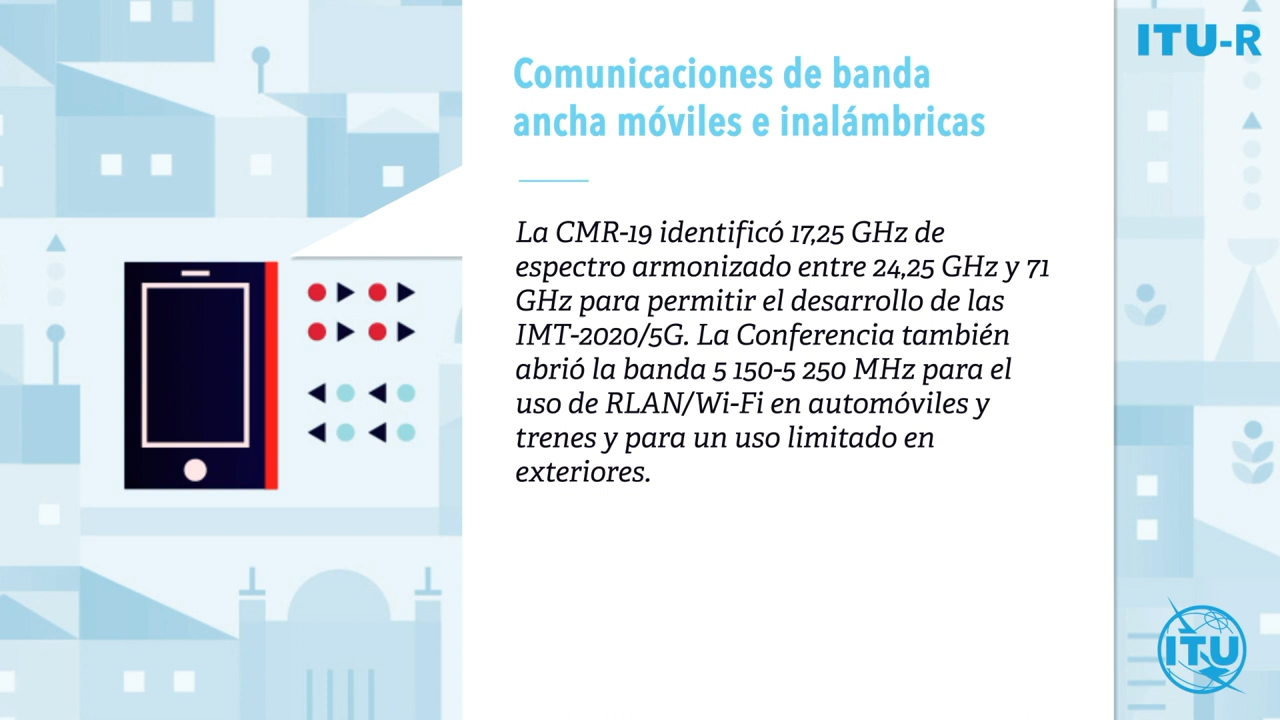 ITU-R
Comunicaciones de banda
ancha móviles e inalámbricas
La CMR-19 identificó 17,25 GHz de
espectro armonizado entre 24,25 GHz y 71
GHz para permitir el desarrollo de las
IMT-2020/5G. La Conferencia también
abrió la banda 5 150-5 250 MHz para el
uso de RLAN/Wi-Fi en automóviles y
trenes y para un uso limitado en
exteriores.
ITU